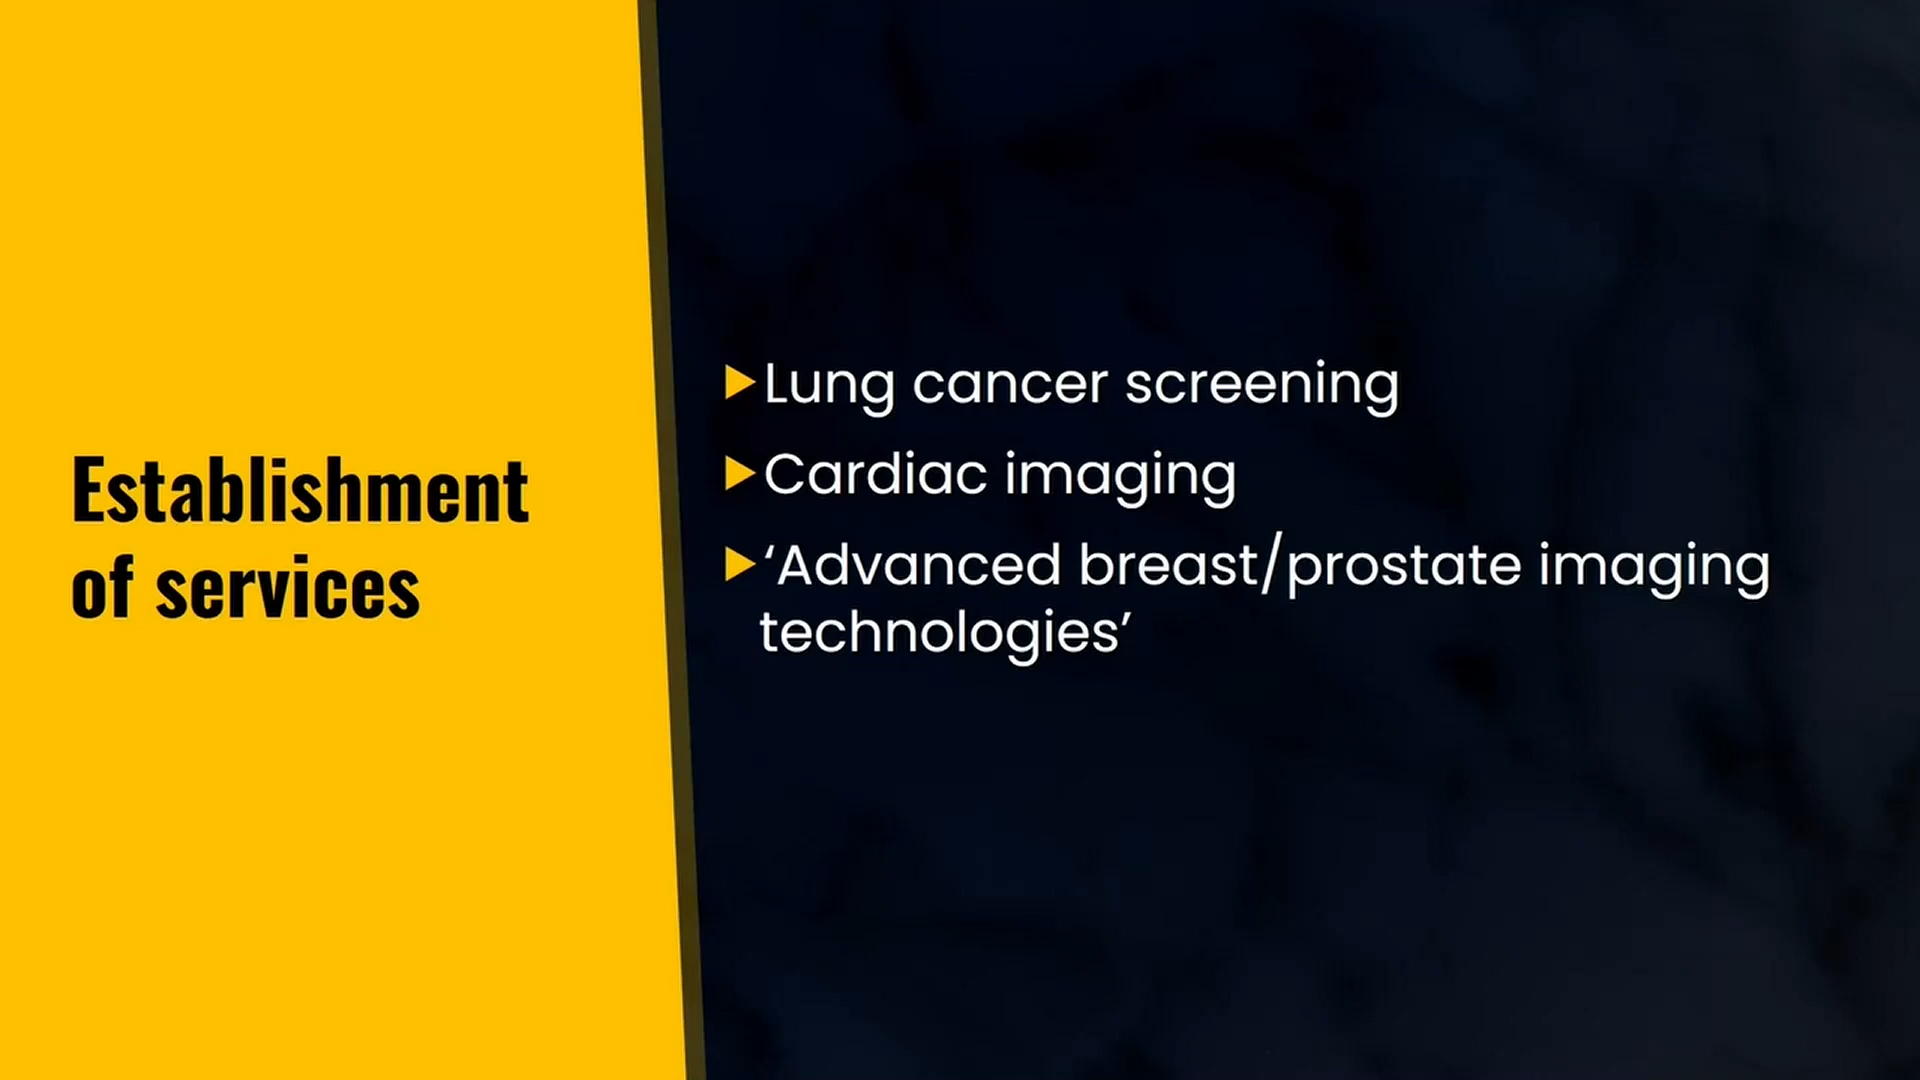 Establishment
of services
Lung cancer screening
Cardiac imaging
‘Advanced breast/prostate imaging
technologies’